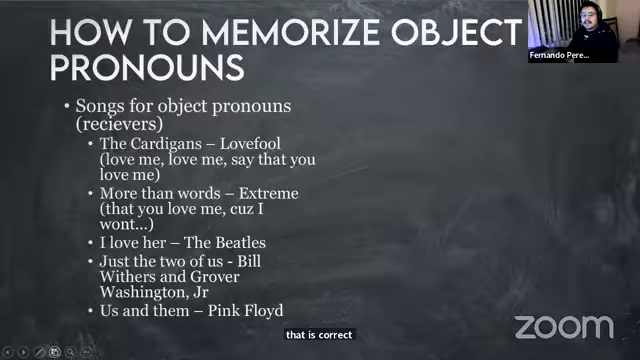 HOW TO MEMORIZE OBJECT
PRONOUNS
Fernando Pere...
• Songs for object pronouns
(recievers)
• The Cardigans – Lovefool
(love me, love me, say that you
love me)
• More than words – Extreme
(that you love me, cuz I
wont...)
• I love her – The Beatles
• Just the two of us - Bill
Withers and Grover
Washington, Jr
• Us and them – Pink Floyd
that is correct
zoom